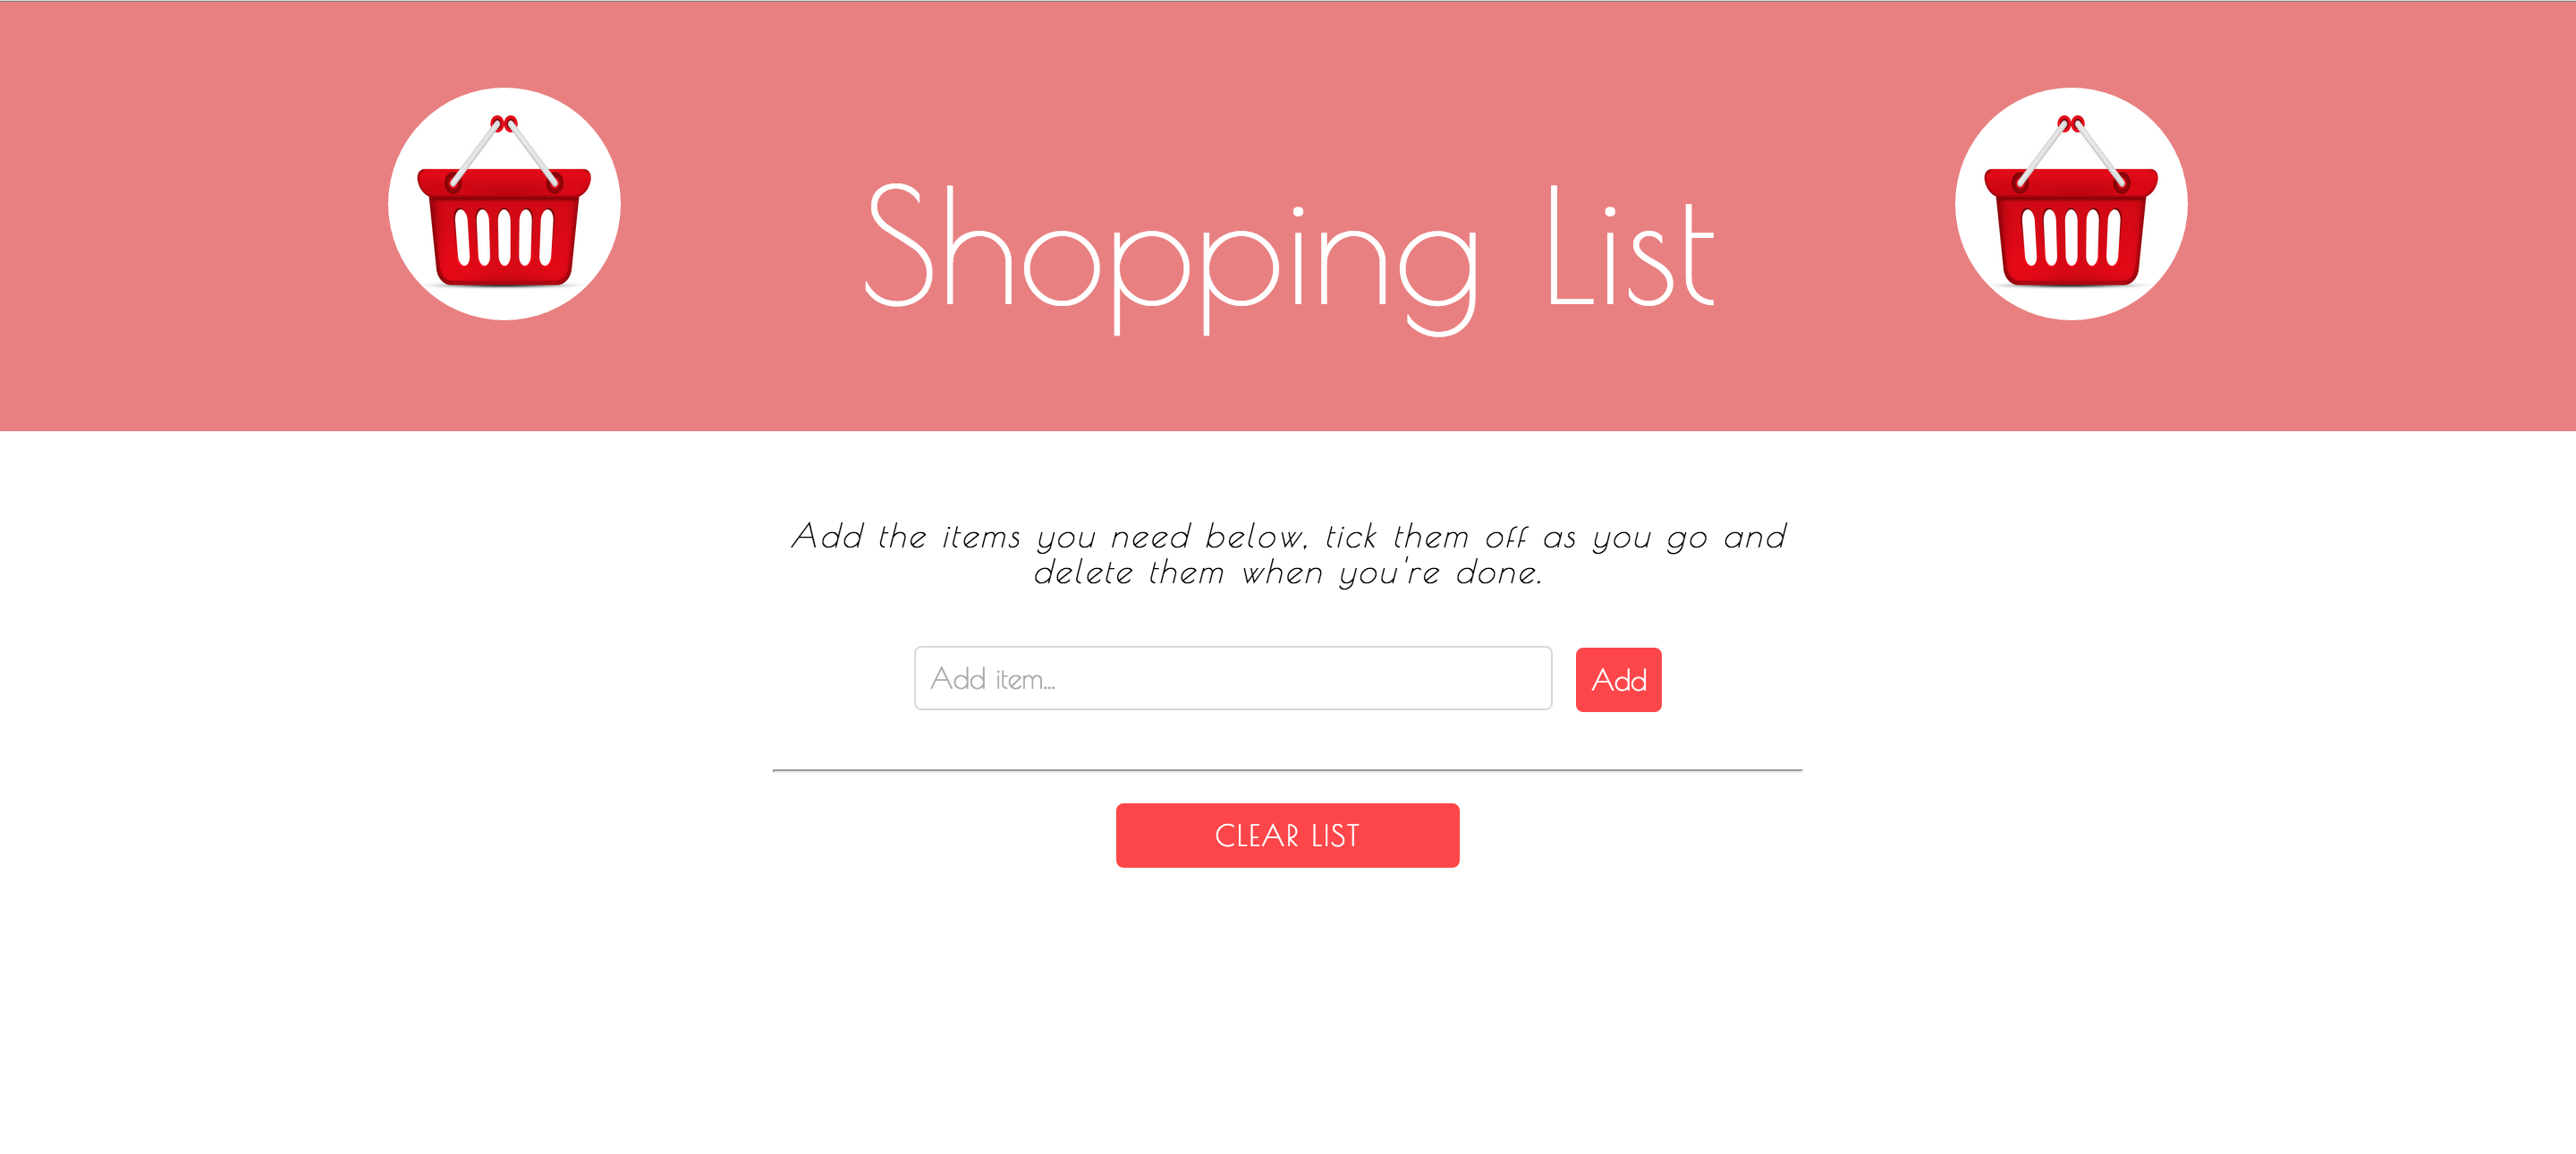 Shopping List
Add the items you need below, tick them off as you go and
delete them when you're done.
Add item...
Add
CLEAR LIST